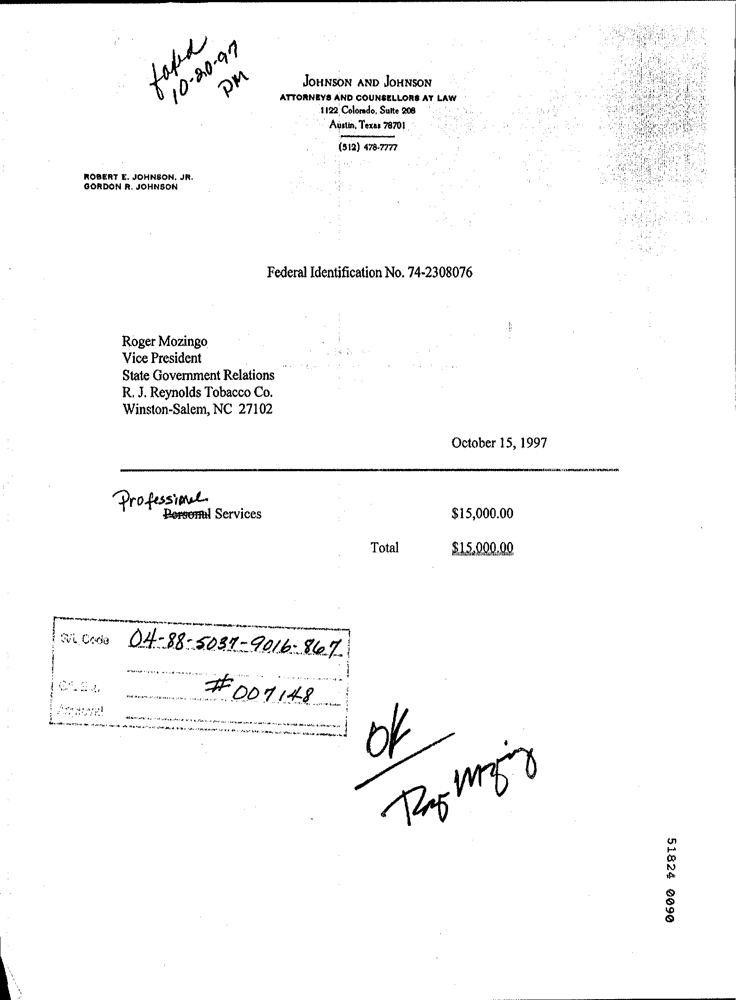 faxed
10-20-97
PM
JOHNSON AND JOHNSON
ATTORNEYS AND COUNSELLORS AT LAW
1122 Colorado, Suite 208
Austin, Texas 78701
(512) 478-7777
ROBERT E. JOHNSON, JR.
GORDON R. JOHNSON
Federal Identification No. 74-2308076
Roger Mozingo
Vice President
State Government Relations
R. J. Reynolds Tobacco Co.
Winston-Salem, NC 27102
October 15, 1997
Professional
Personal Services $15,000.00
Total $15,000.00
Code 04-88-5037-9016-867
#007148
Approval
OK
Rog Mozingo
51824 0090